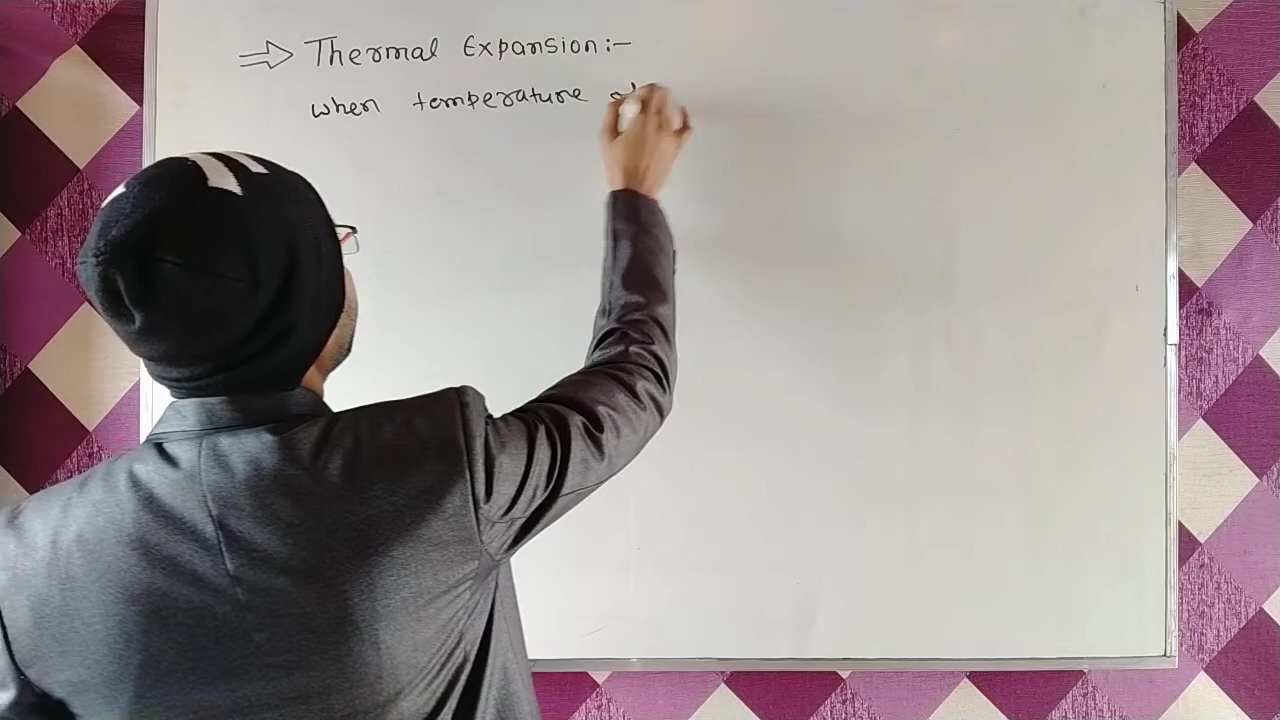 ⇒ Thermal Expansion:-
when temperature